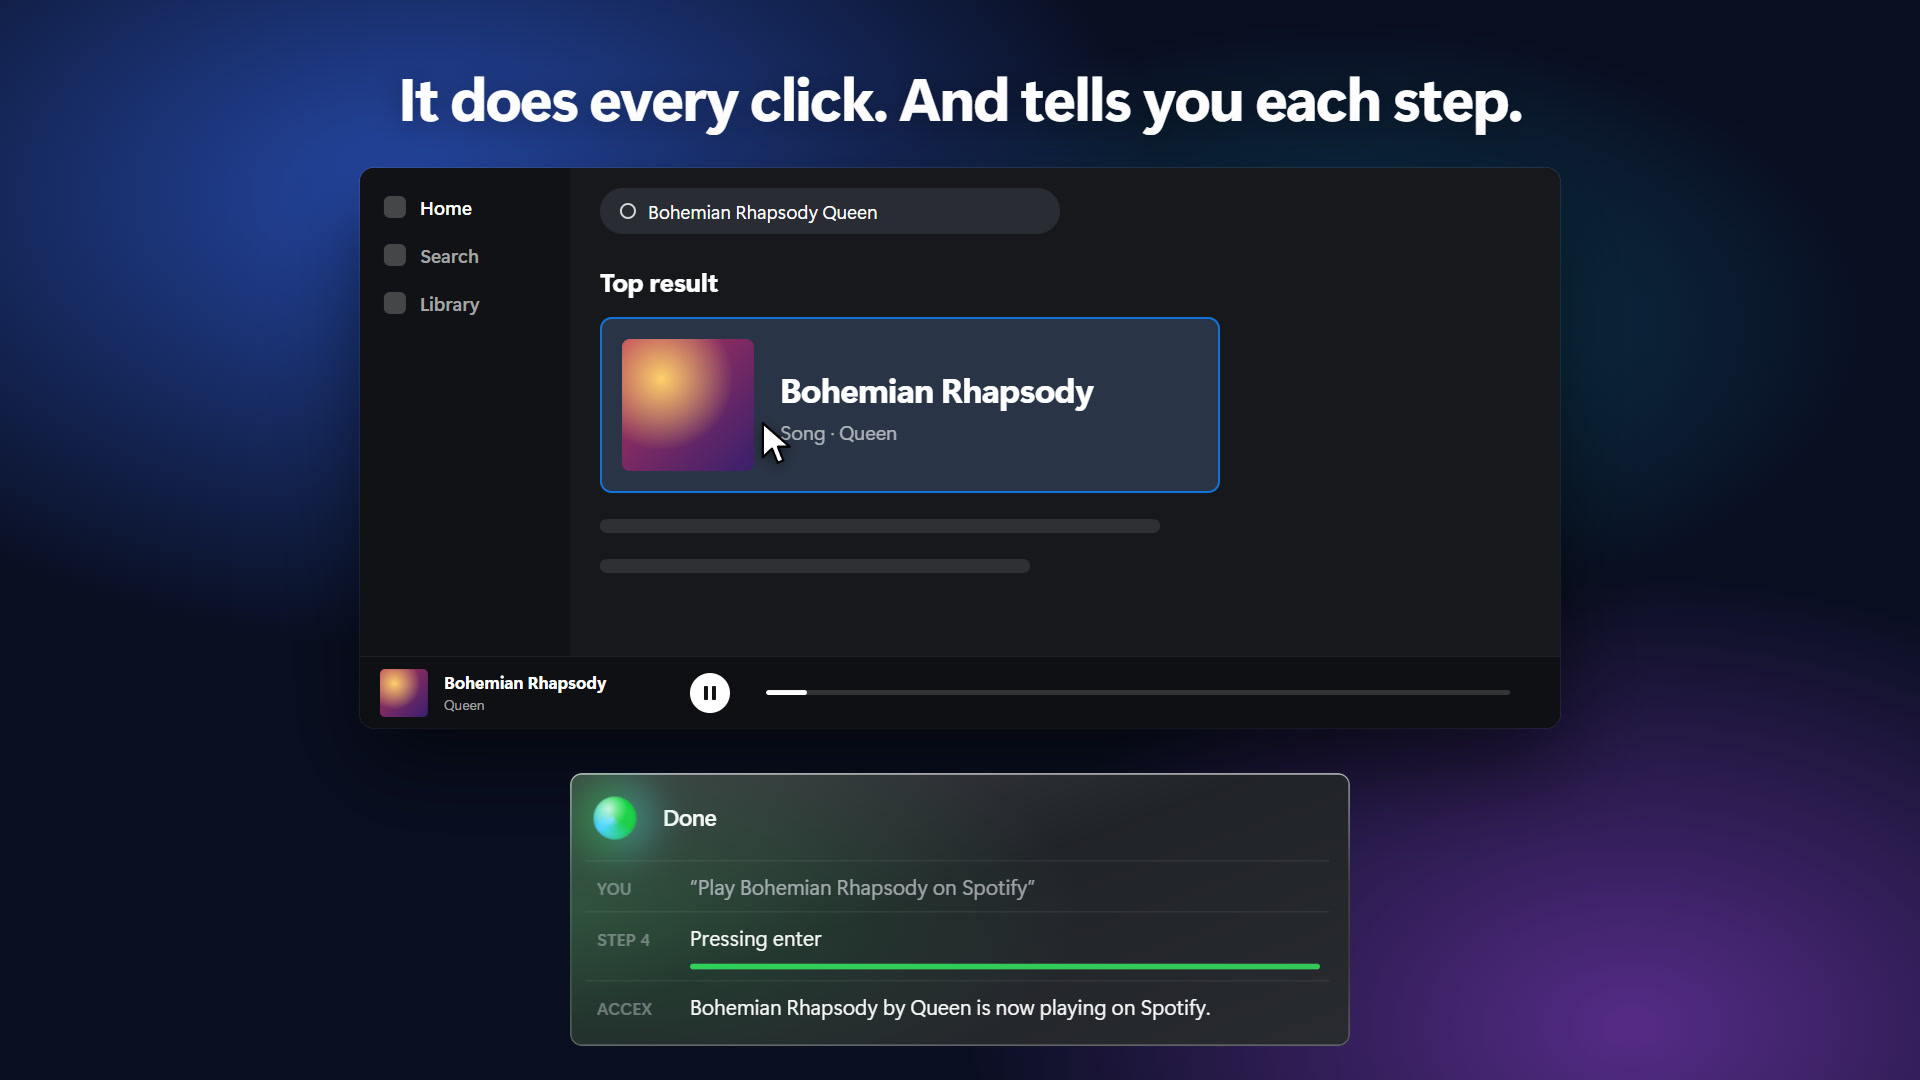 It does every click. And tells you each step.
Home
Search
Library
Bohemian Rhapsody Queen
Top result
Bohemian Rhapsody
Song · Queen
Bohemian Rhapsody
Queen
Done
YOU “Play Bohemian Rhapsody on Spotify”
STEP 4 Pressing enter
ACCEX Bohemian Rhapsody by Queen is now playing on Spotify.